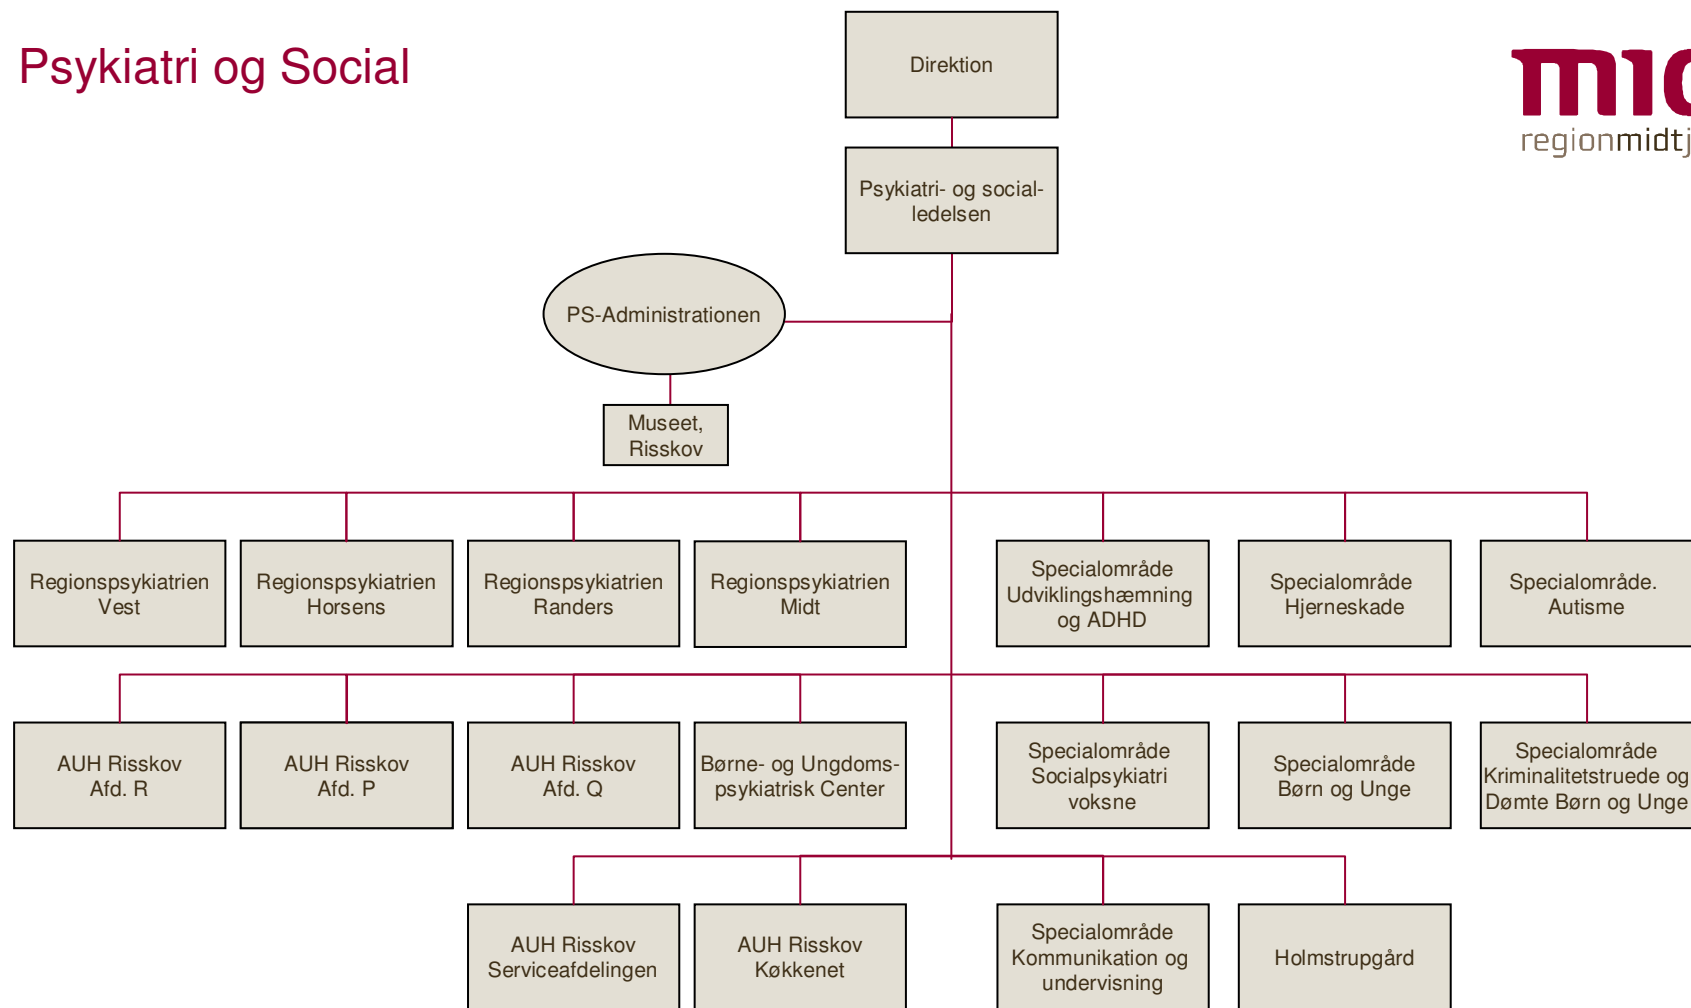 Psykiatri og Social
Direktion
regionmidtj
Psykiatri- og social-
ledelsen
PS-Administrationen
Museet,
Risskov
Regionspsykiatrien
Vest
Regionspsykiatrien
Horsens
Regionspsykiatrien
Randers
Regionspsykiatrien
Midt
Specialområde
Udviklingshæmning
og ADHD
Specialområde
Hjerneskade
Specialområde.
Autisme
AUH Risskov
Afd. R
AUH Risskov
Afd. P
AUH Risskov
Afd. Q
Børne- og Ungdoms-
psykiatrisk Center
Specialområde
Socialpsykiatri
voksne
Specialområde
Børn og Unge
Specialområde
Kriminalitetstruede og
Dømte Børn og Unge
AUH Risskov
Serviceafdelingen
AUH Risskov
Køkkenet
Specialområde
Kommunikation og
undervisning
Holmstrupgård